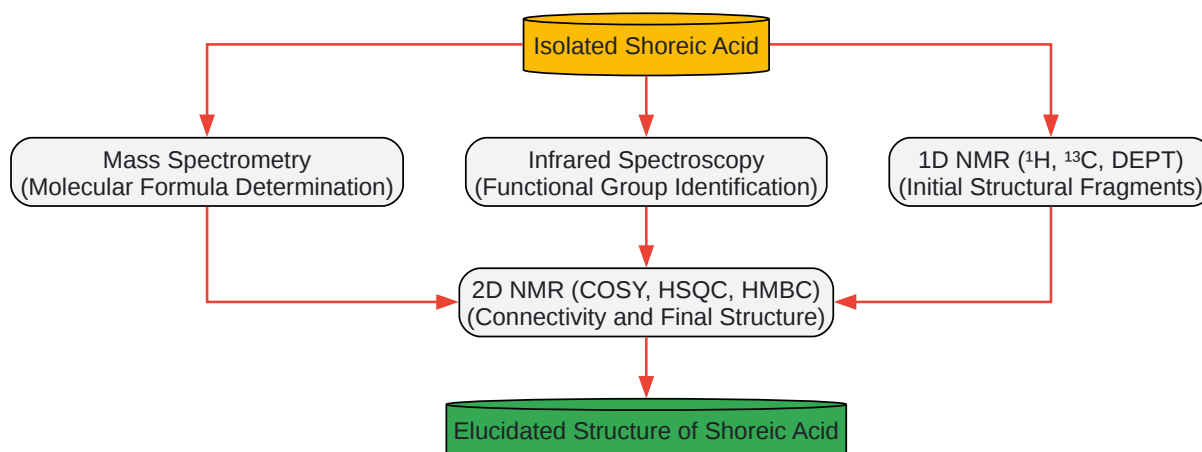 Isolated Shoreic Acid
Mass Spectrometry
(Molecular Formula Determination)
Infrared Spectroscopy
(Functional Group Identification)
1D NMR (¹H, ¹³C, DEPT)
(Initial Structural Fragments)
2D NMR (COSY, HSQC, HMBC)
(Connectivity and Final Structure)
Elucidated Structure of Shoreic Acid